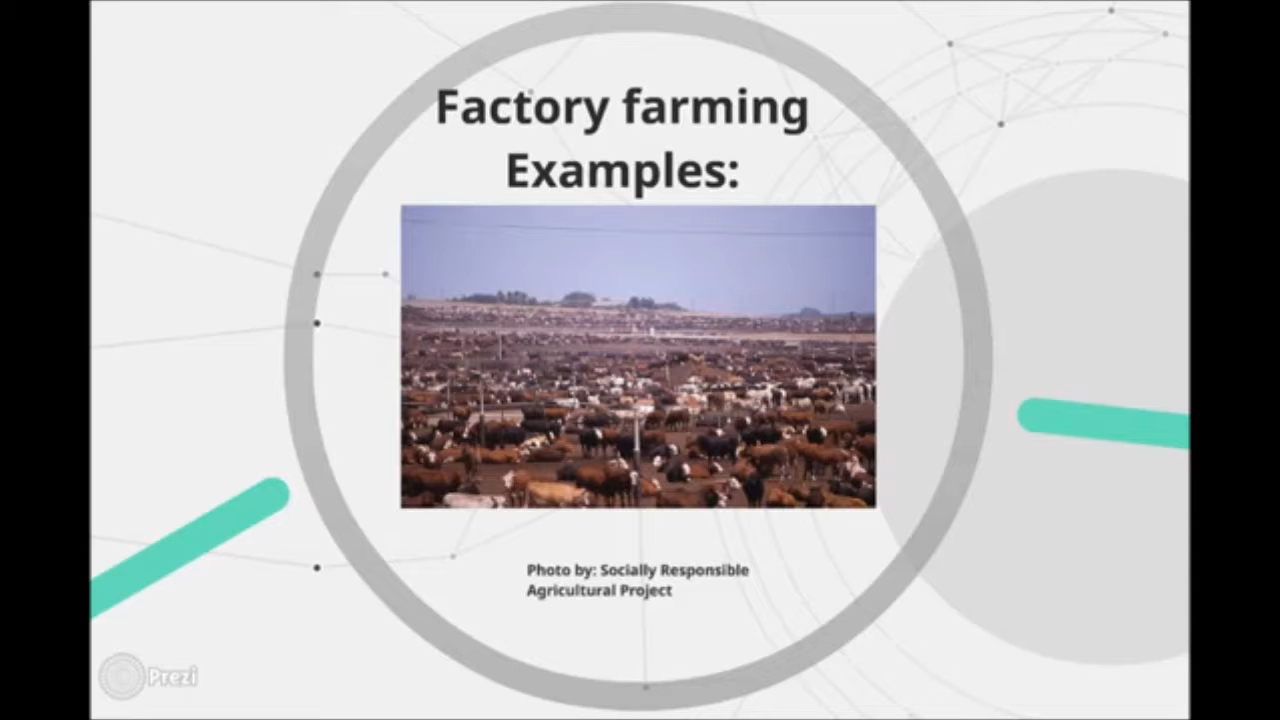 Factory farming
Examples:
Photo by: Socially Responsible
Agricultural Project
Prezi